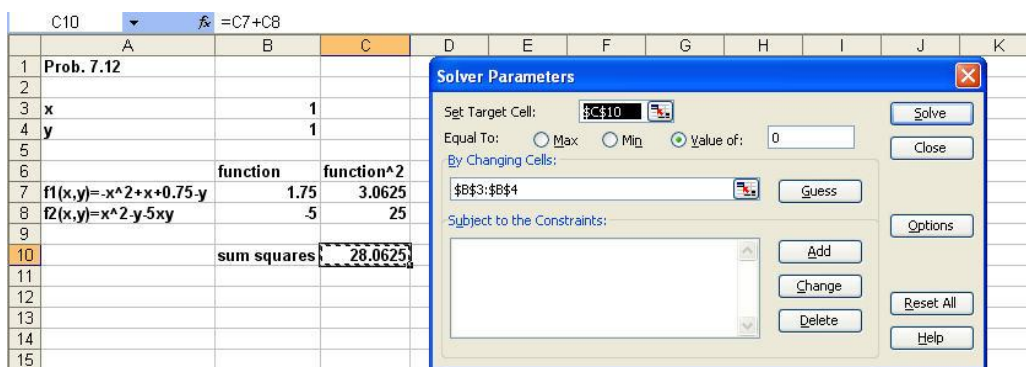 C10 fx =C7+C8
A B C D E F G H I J K
1 Prob. 7.12
2
3 x 1
4 y 1
5
6 function function^2
7 f1(x,y)=-x^2+x+0.75-y 1.75 3.0625
8 f2(x,y)=x^2-y-5xy -5 25
9
10 sum squares 28.0625
11
12
13
14
15
Solver Parameters
Set Target Cell: $C$10 Solve
Equal To: Max Min Value of: 0 Close
By Changing Cells:
$B$3:$B$4 Guess
Subject to the Constraints: Options
Add
Change
Reset All
Delete
Help